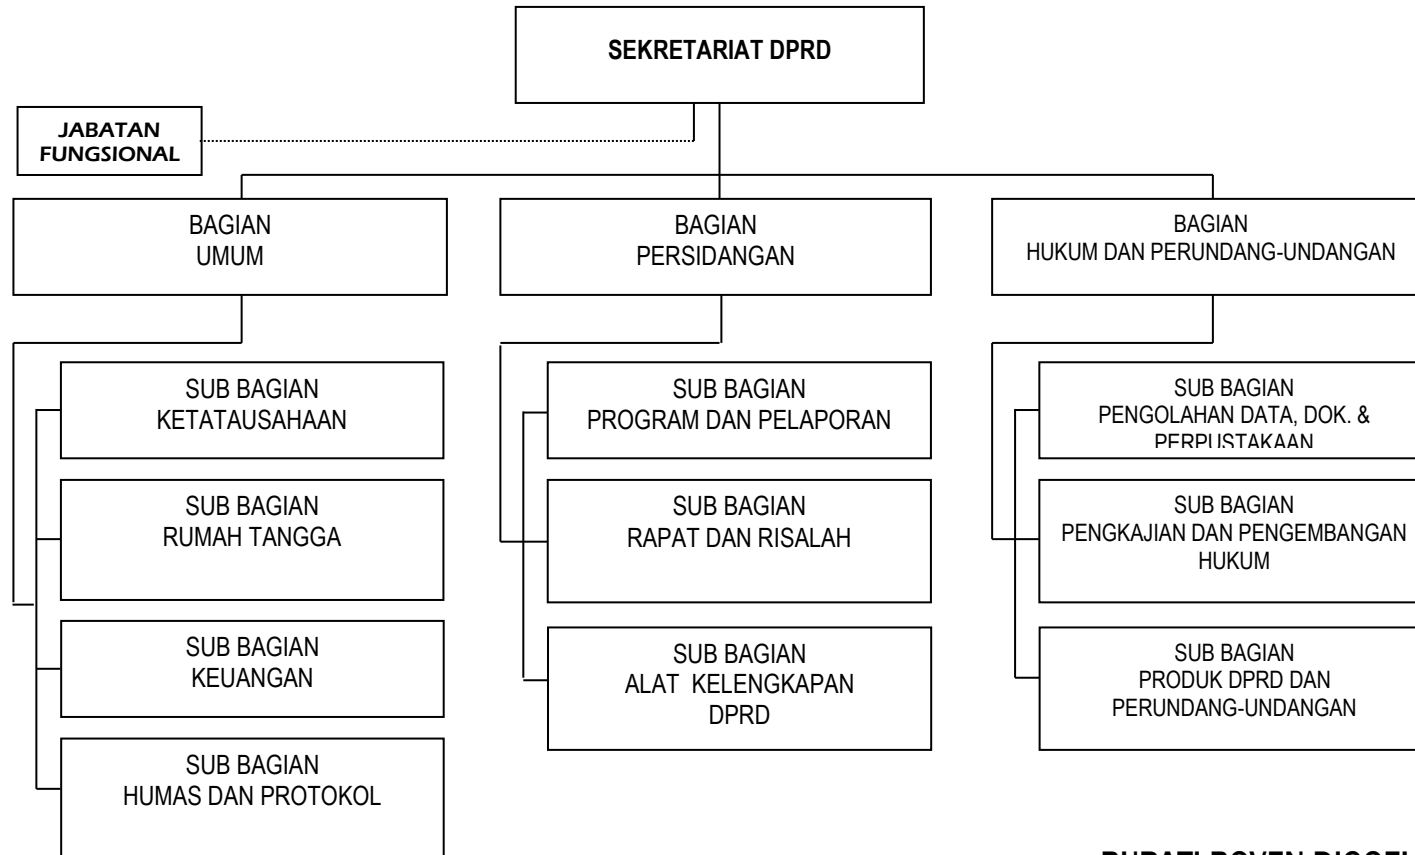 SEKRETARIAT DPRD
JABATAN
FUNGSIONAL
BAGIAN
UMUM
BAGIAN
PERSIDANGAN
BAGIAN
HUKUM DAN PERUNDANG-UNDANGAN
SUB BAGIAN
KETATAUSAHAAN
SUB BAGIAN
RUMAH TANGGA
SUB BAGIAN
KEUANGAN
SUB BAGIAN
HUMAS DAN PROTOKOL
SUB BAGIAN
PROGRAM DAN PELAPORAN
SUB BAGIAN
RAPAT DAN RISALAH
SUB BAGIAN
ALAT KELENGKAPAN
DPRD
SUB BAGIAN
PENGOLAHAN DATA, DOK. &
PERPUSTAKAAN
SUB BAGIAN
PENGKAJIAN DAN PENGEMBANGAN
HUKUM
SUB BAGIAN
PRODUK DPRD DAN
PERUNDANG-UNDANGAN